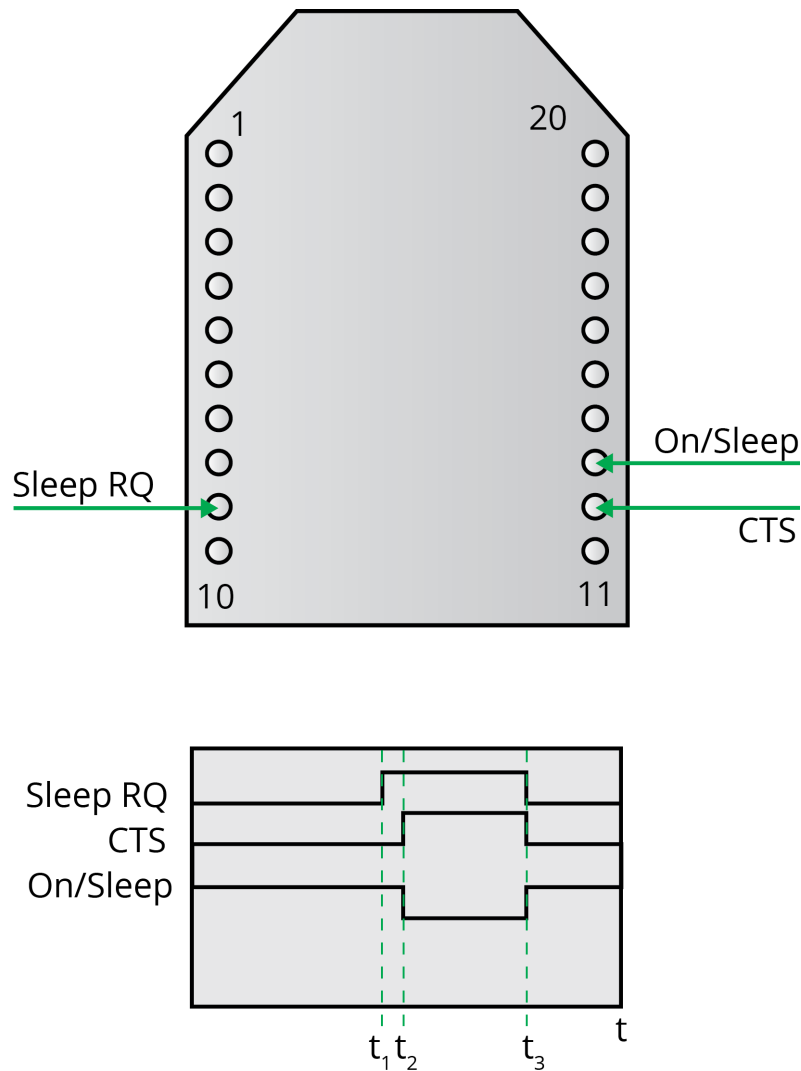 1
20
On/Sleep
Sleep RQ
CTS
10
11
Sleep RQ
CTS
On/Sleep
t
t1 t2 t3